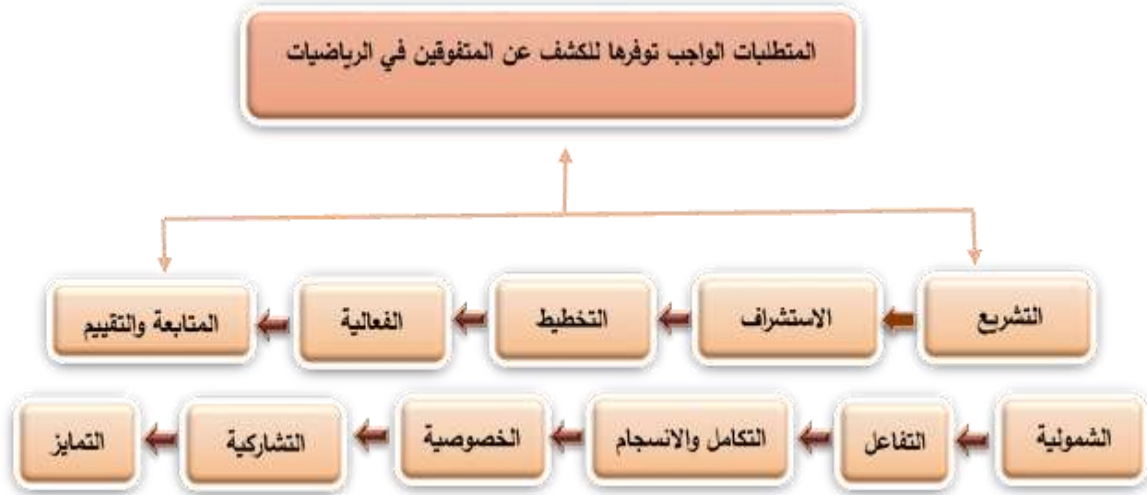 المتطلبات الواجب توفرها للكشف عن المتفوقين في الرياضيات
التشريع
الاستشراف
التخطيط
الفعالية
المتابعة والتقييم
الشمولية
التفاعل
التكامل والانسجام
الخصوصية
التشاركية
التمايز